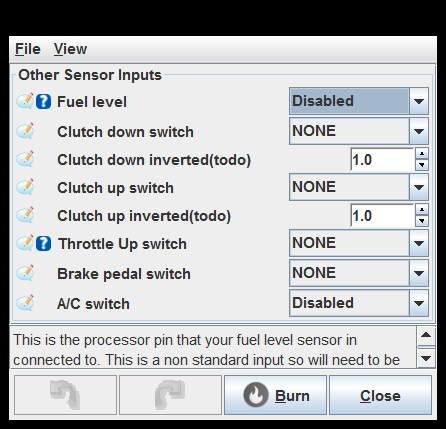 File View
Other Sensor Inputs
? Fuel level Disabled
Clutch down switch NONE
Clutch down inverted(todo) 1.0
Clutch up switch NONE
Clutch up inverted(todo) 1.0
? Throttle Up switch NONE
Brake pedal switch NONE
A/C switch Disabled
This is the processor pin that your fuel level sensor in
connected to. This is a non standard input so will need to be
Burn Close